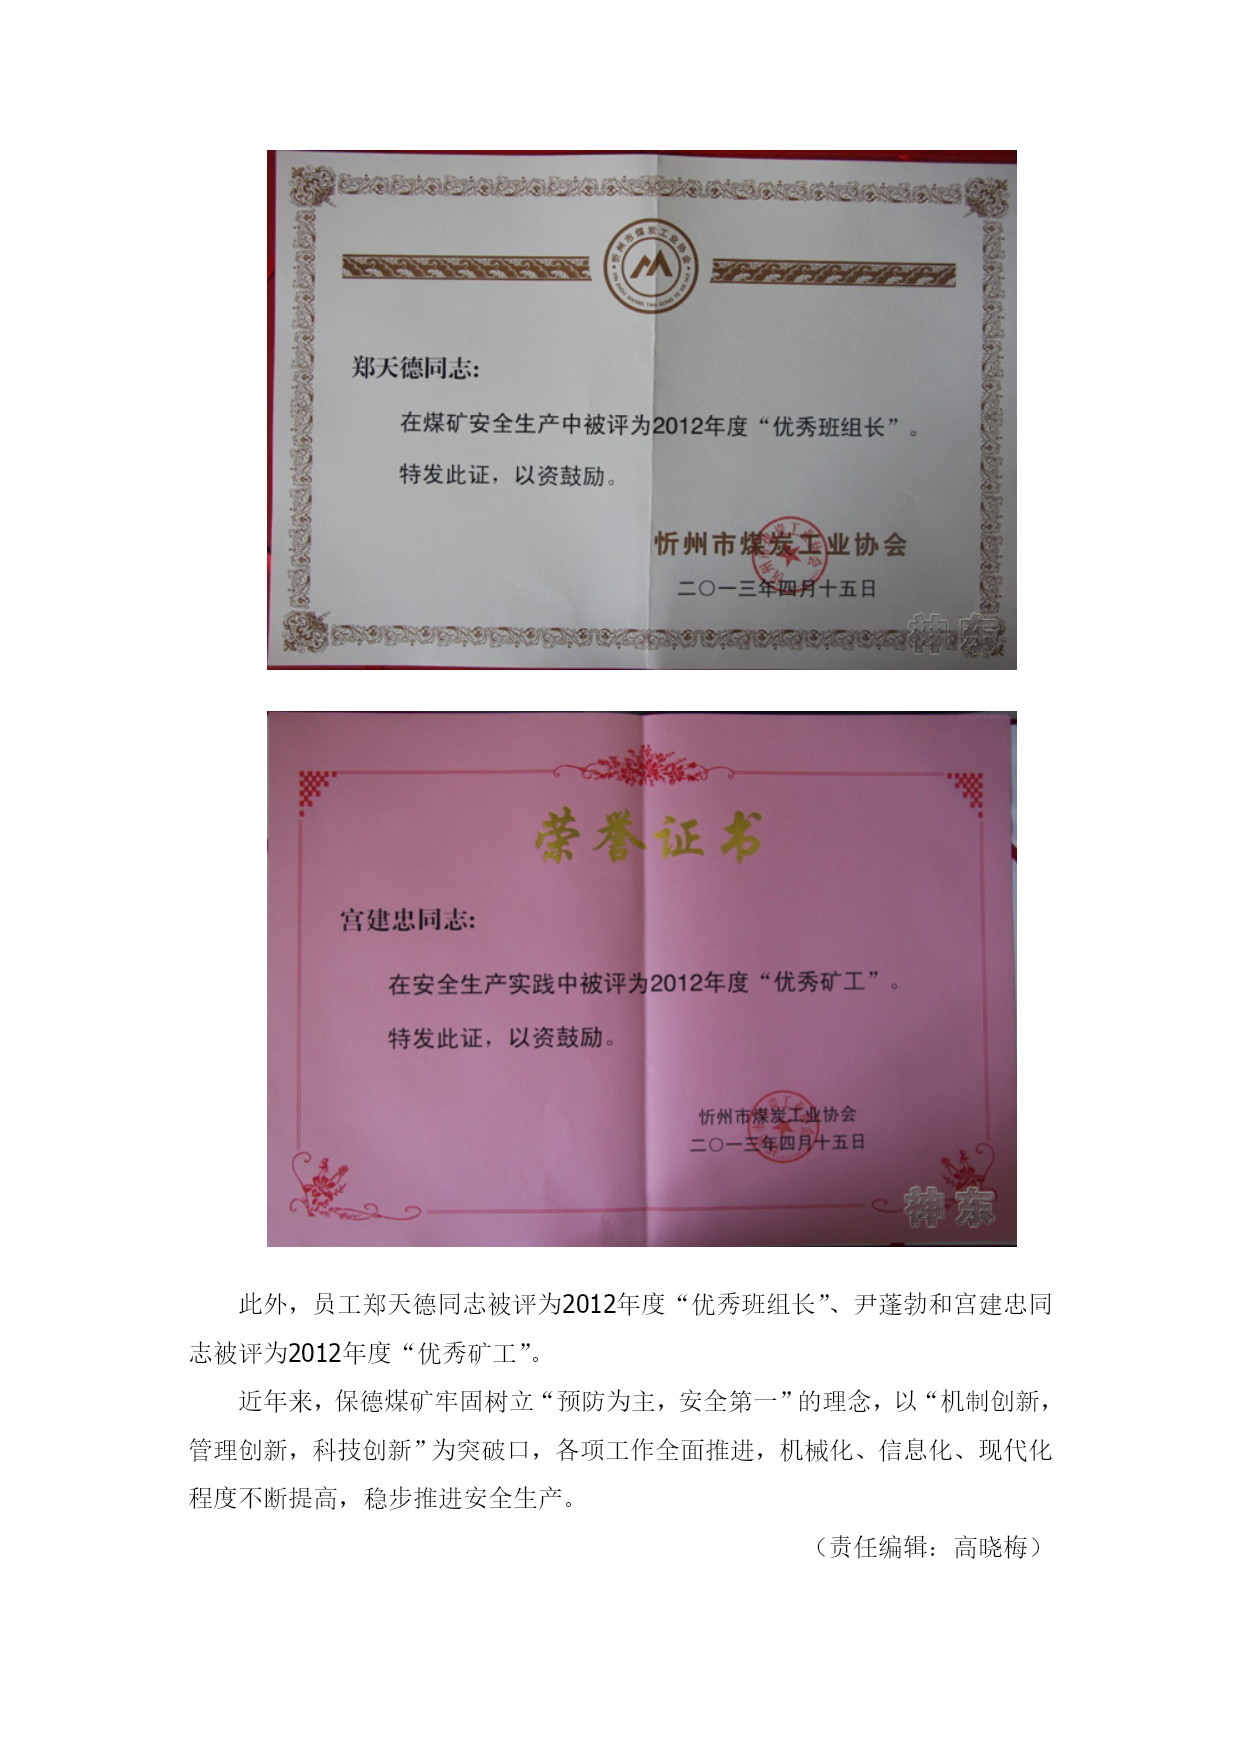 忻州市煤炭工业协会
郑天德同志:
在煤矿安全生产中被评为2012年度“优秀班组长”。
特发此证，以资鼓励。
忻州市煤炭工业协会
二〇一三年四月十五日
神东
荣誉证书
宫建忠同志:
在安全生产实践中被评为2012年度“优秀矿工”。
特发此证，以资鼓励。
忻州市煤炭工业协会
二〇一三年四月十五日
神东
此外，员工郑天德同志被评为2012年度“优秀班组长”、尹蓬勃和宫建忠同
志被评为2012年度“优秀矿工”。
近年来，保德煤矿牢固树立“预防为主，安全第一”的理念，以“机制创新，
管理创新，科技创新”为突破口，各项工作全面推进，机械化、信息化、现代化
程度不断提高，稳步推进安全生产。
（责任编辑：高晓梅）